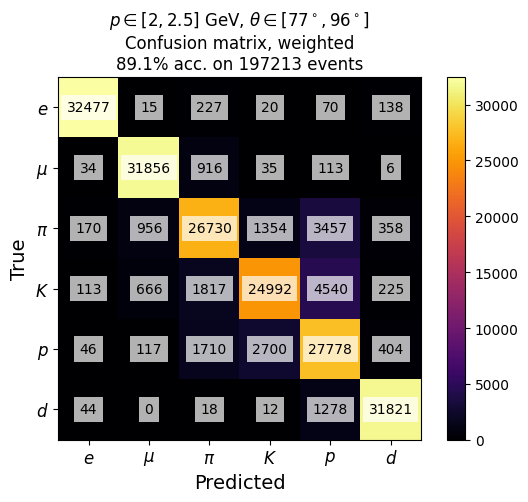 p ∈ [2, 2.5] GeV, θ ∈ [77°, 96°]
Confusion matrix, weighted
89.1% acc. on 197213 events
True
e 32477 15 227 20 70 138
μ 34 31856 916 35 113 6
π 170 956 26730 1354 3457 358
K 113 666 1817 24992 4540 225
p 46 117 1710 2700 27778 404
d 44 0 18 12 1278 31821
e μ π K p d
Predicted
30000
25000
20000
15000
10000
5000
0